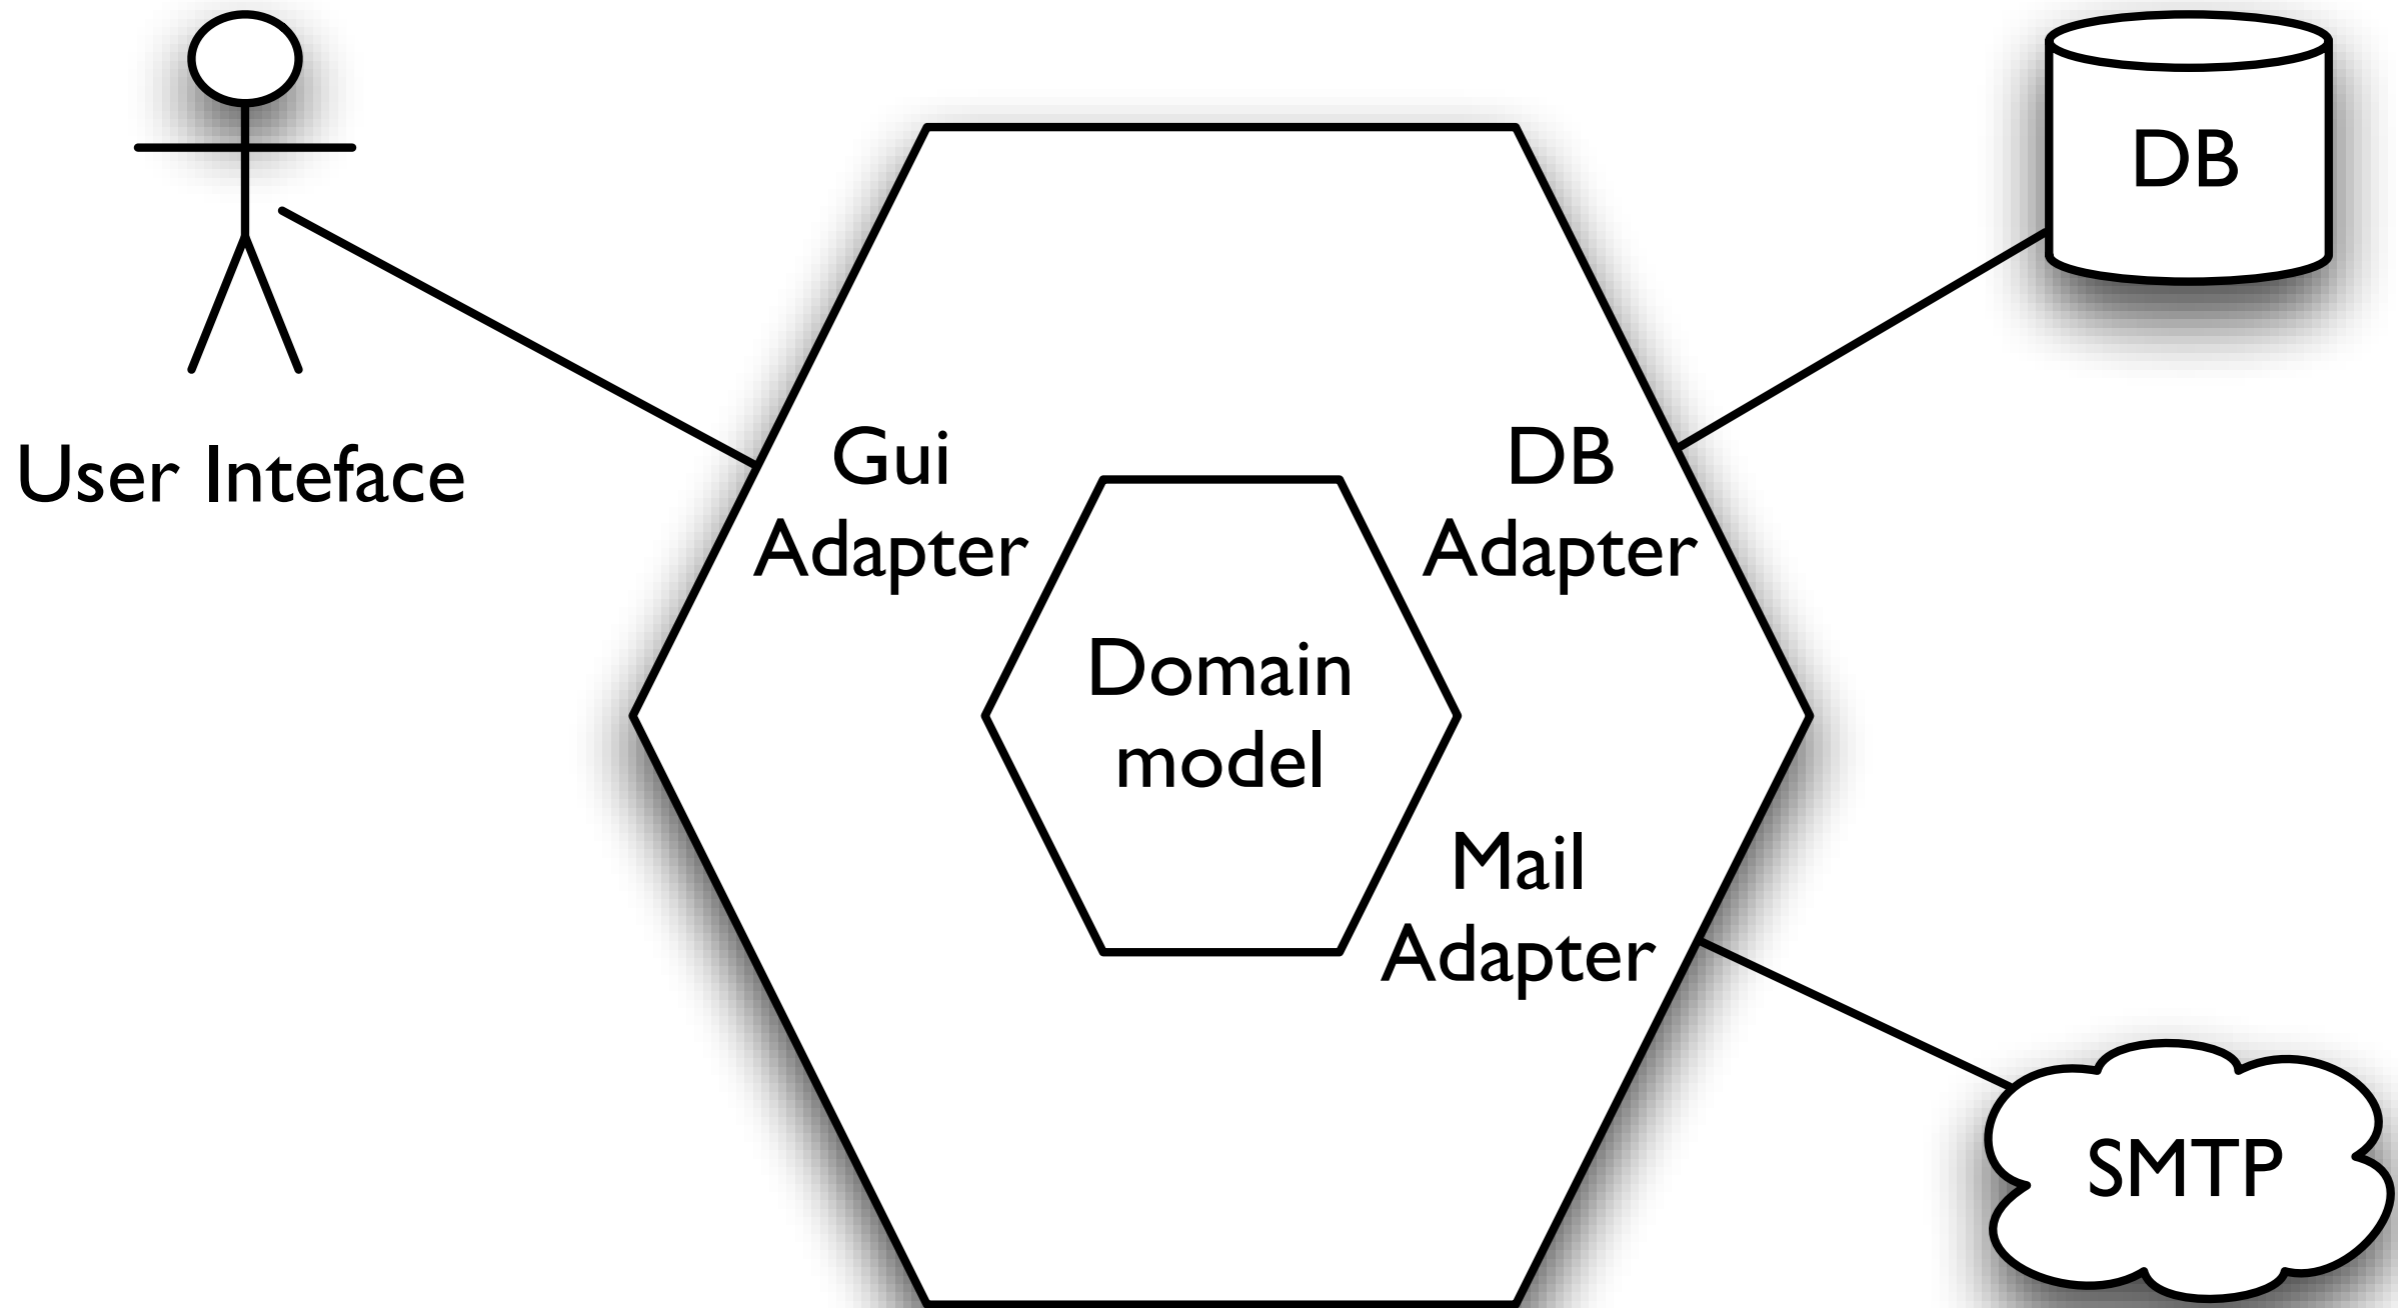 User Inteface
Gui
Adapter
Domain
model
DB
Adapter
Mail
Adapter
DB
SMTP